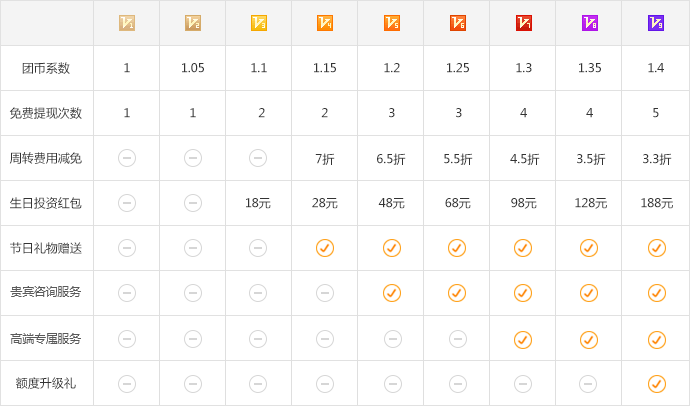 V1 V2 V3 V4 V5 V6 V7 V8 V9
团币系数 1 1.05 1.1 1.15 1.2 1.25 1.3 1.35 1.4
免费提现次数 1 1 2 2 3 3 4 4 5
周转费用减免 7折 6.5折 5.5折 4.5折 3.5折 3.3折
生日投资红包 18元 28元 48元 68元 98元 128元 188元
节日礼物赠送
贵宾咨询服务
高端专属服务
额度升级礼